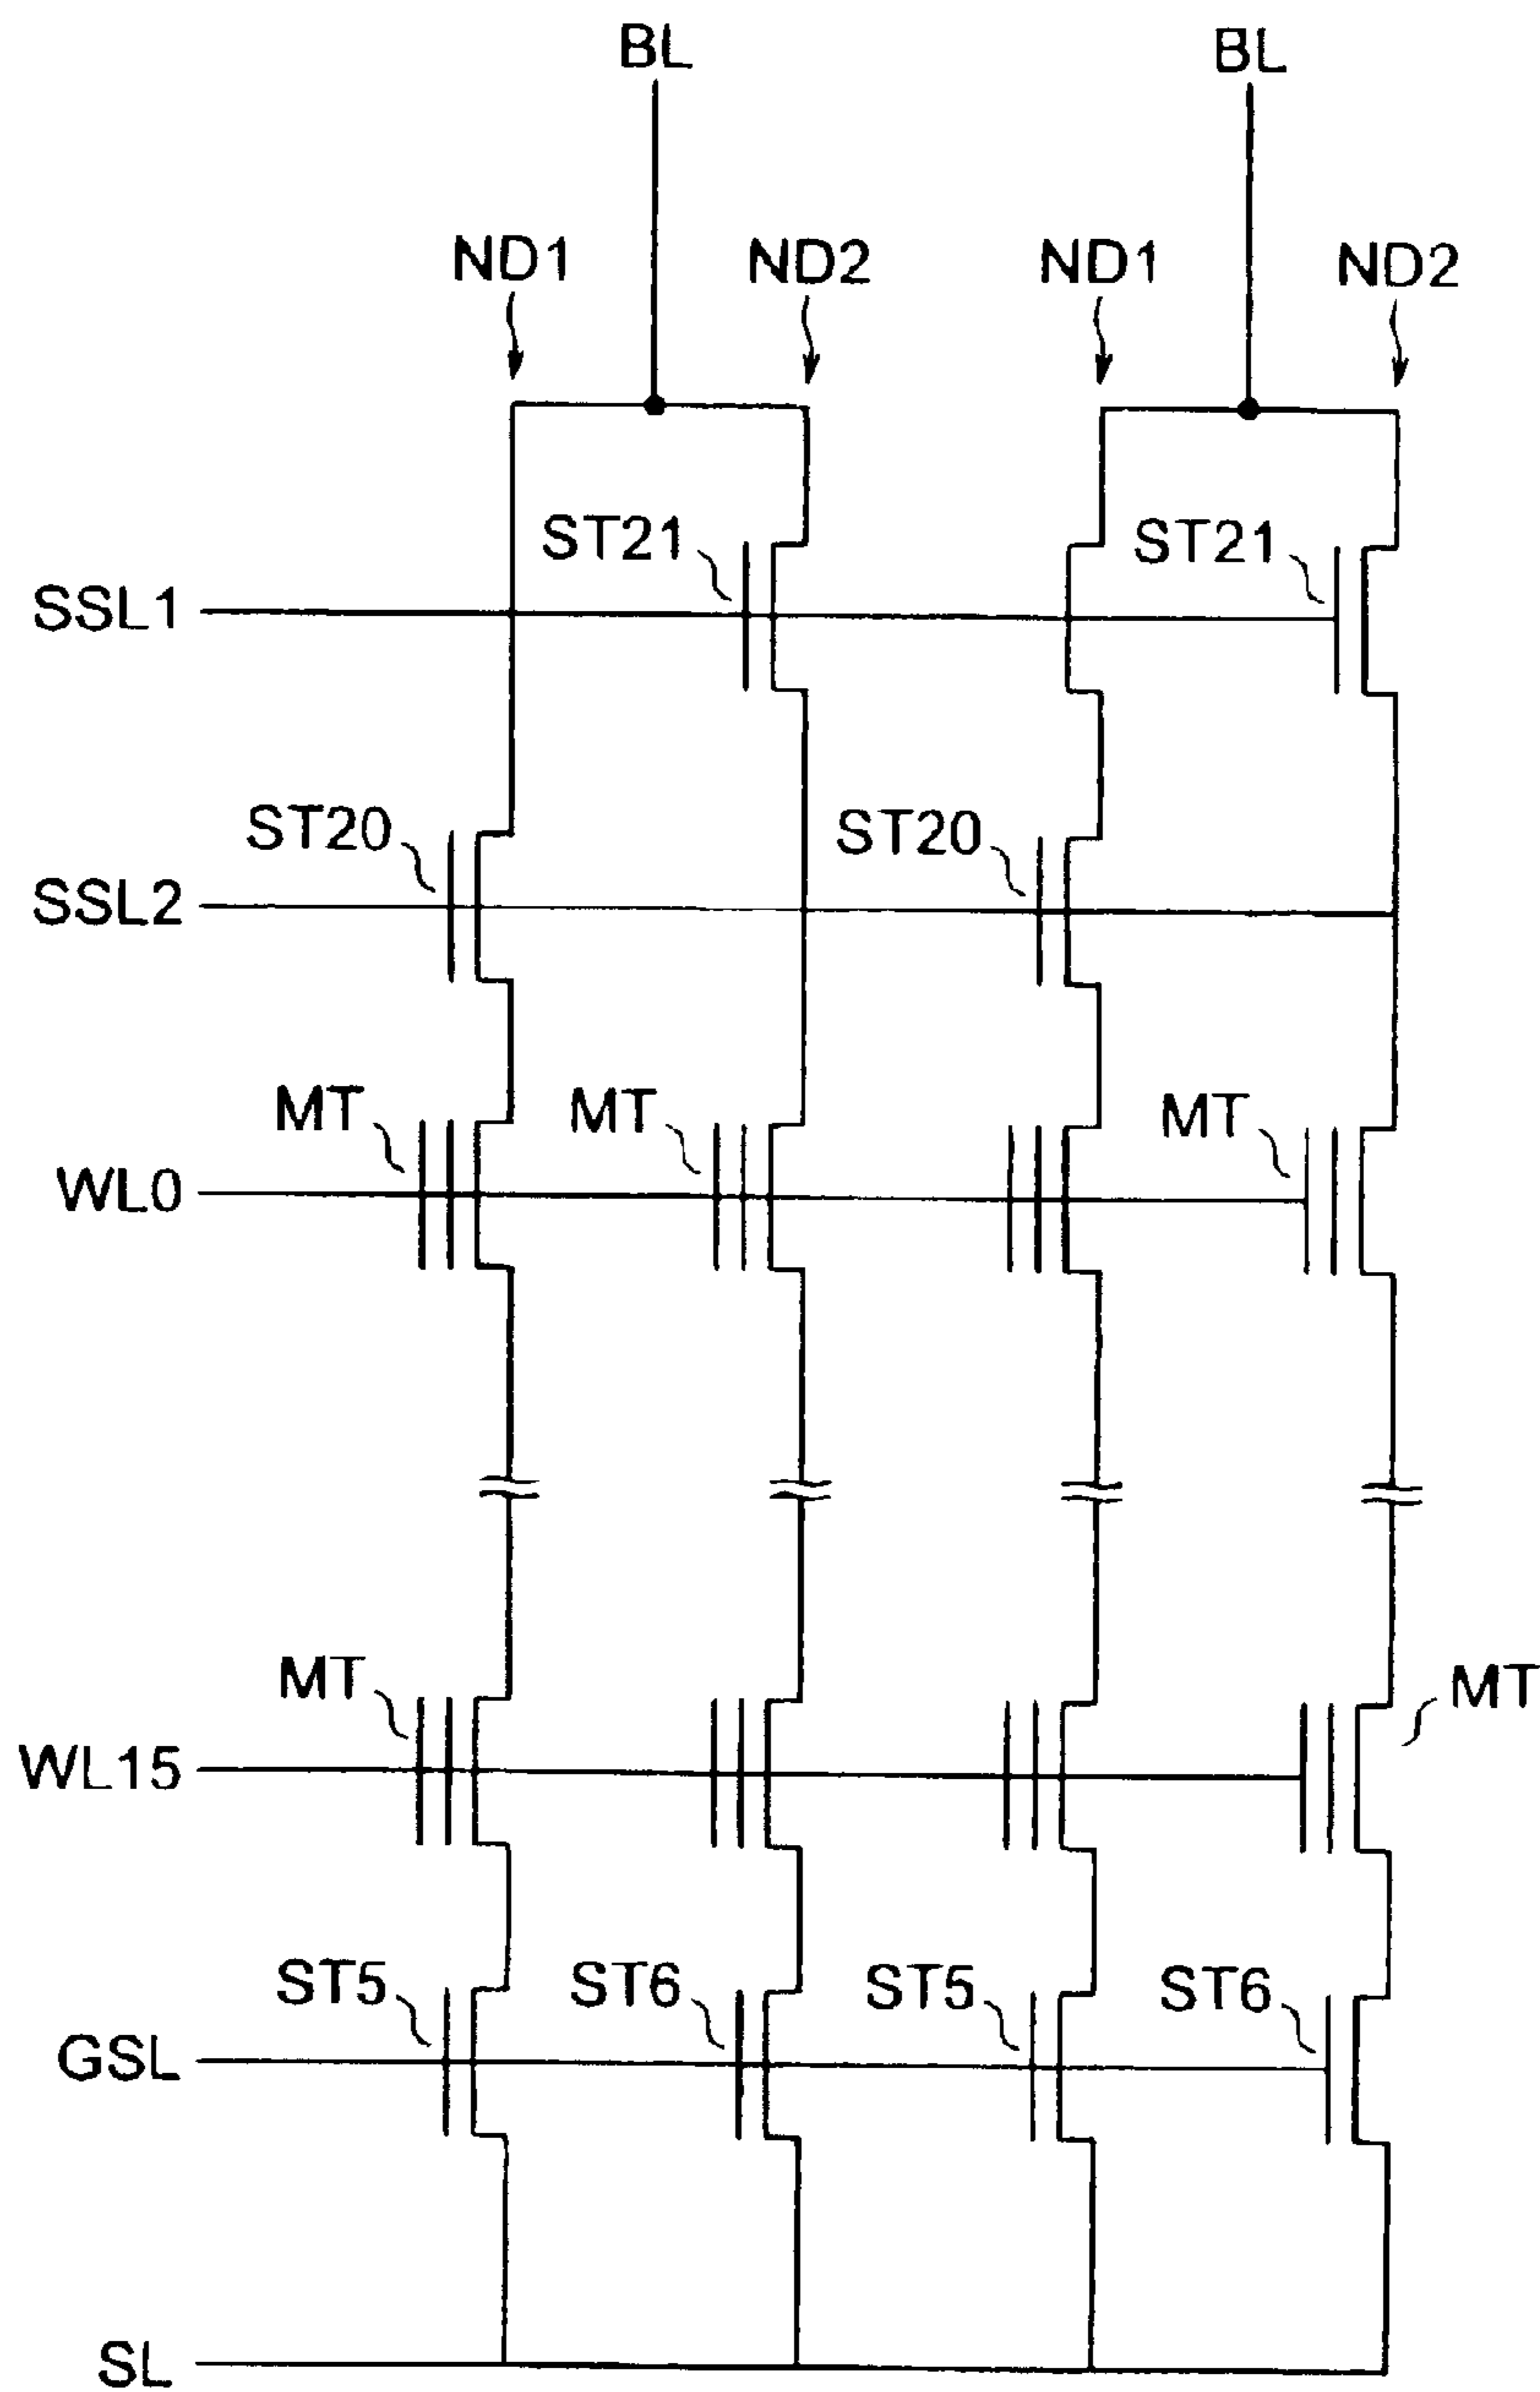 BL BL
ND1 ND2 ND1 ND2
ST21 ST21
SSL1
ST20 ST20
SSL2
MT MT MT
WL0
MT MT
WL15
ST5 ST6 ST5 ST6
GSL
SL